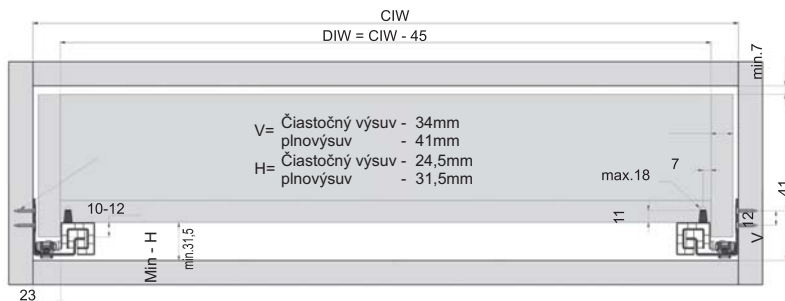 CIW
DIW = CIW - 45
min.7
V= Čiastočný výsuv - 34mm
plnovýsuv - 41mm
H= Čiastočný výsuv - 24,5mm
plnovýsuv - 31,5mm
7
max.18
41
10-12
11
12
V
Min - H
min.31,5
23